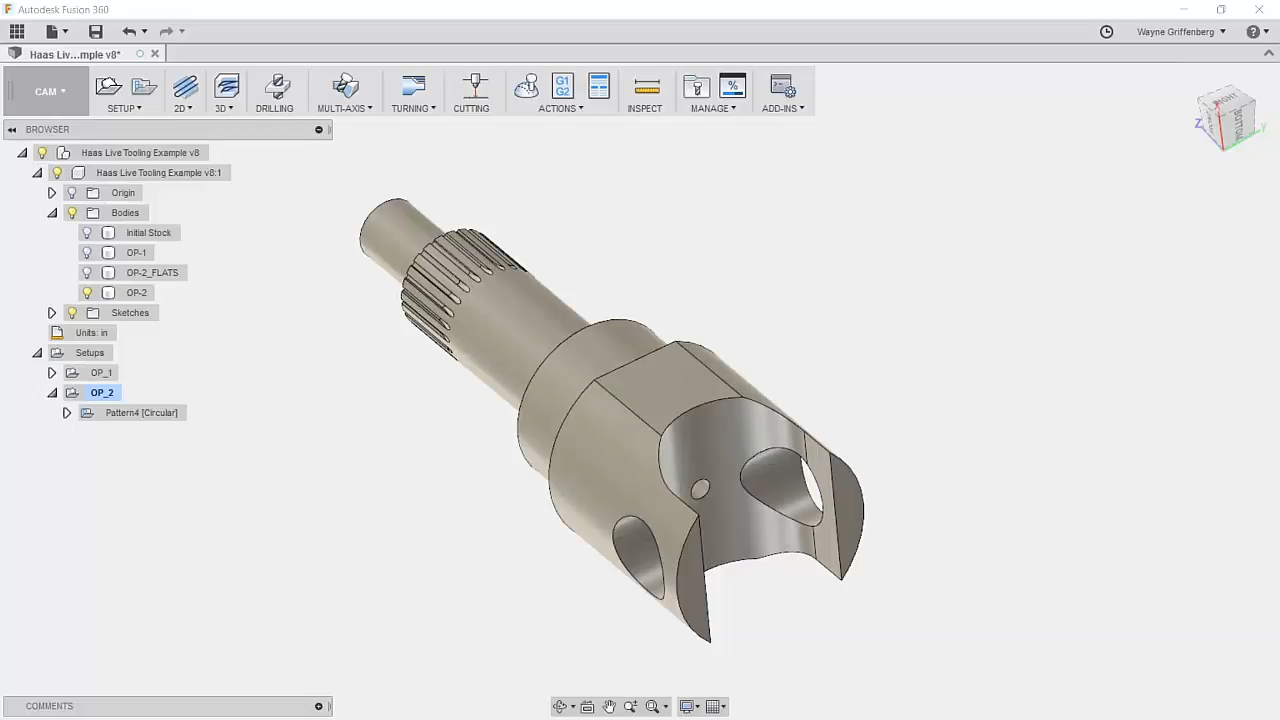 Autodesk Fusion 360
Wayne Griffenberg
Haas Liv...mple v8*
CAM
SETUP
2D
3D
DRILLING
MULTI-AXIS
TURNING
CUTTING
G1
G2
ACTIONS
INSPECT
%
MANAGE
ADD-INS
BROWSER
Haas Live Tooling Example v8
Haas Live Tooling Example v8:1
Origin
Bodies
Initial Stock
OP-1
OP-2_FLATS
OP-2
Sketches
Units: in
Setups
OP_1
OP_2
Pattern4 [Circular]
Z
Y
BOTTOM
COMMENTS